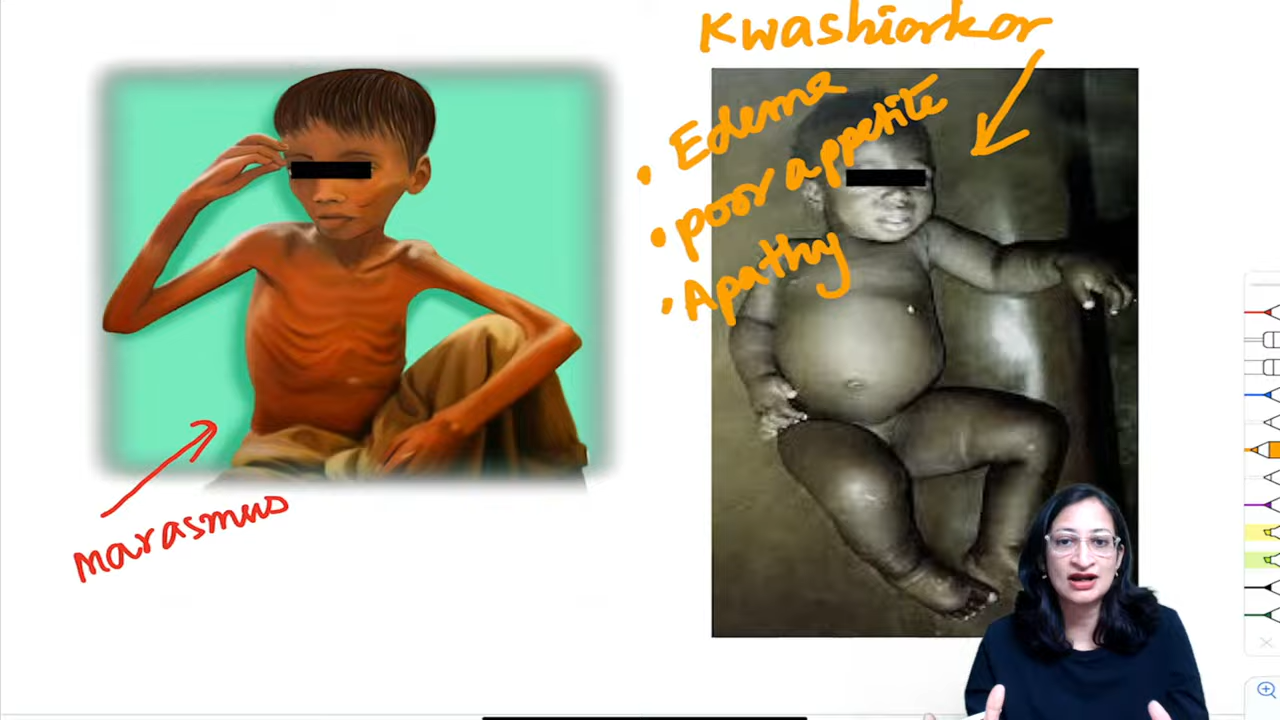 Kwashiorkor
• Edema
• poor appetite
• Apathy
marasmus